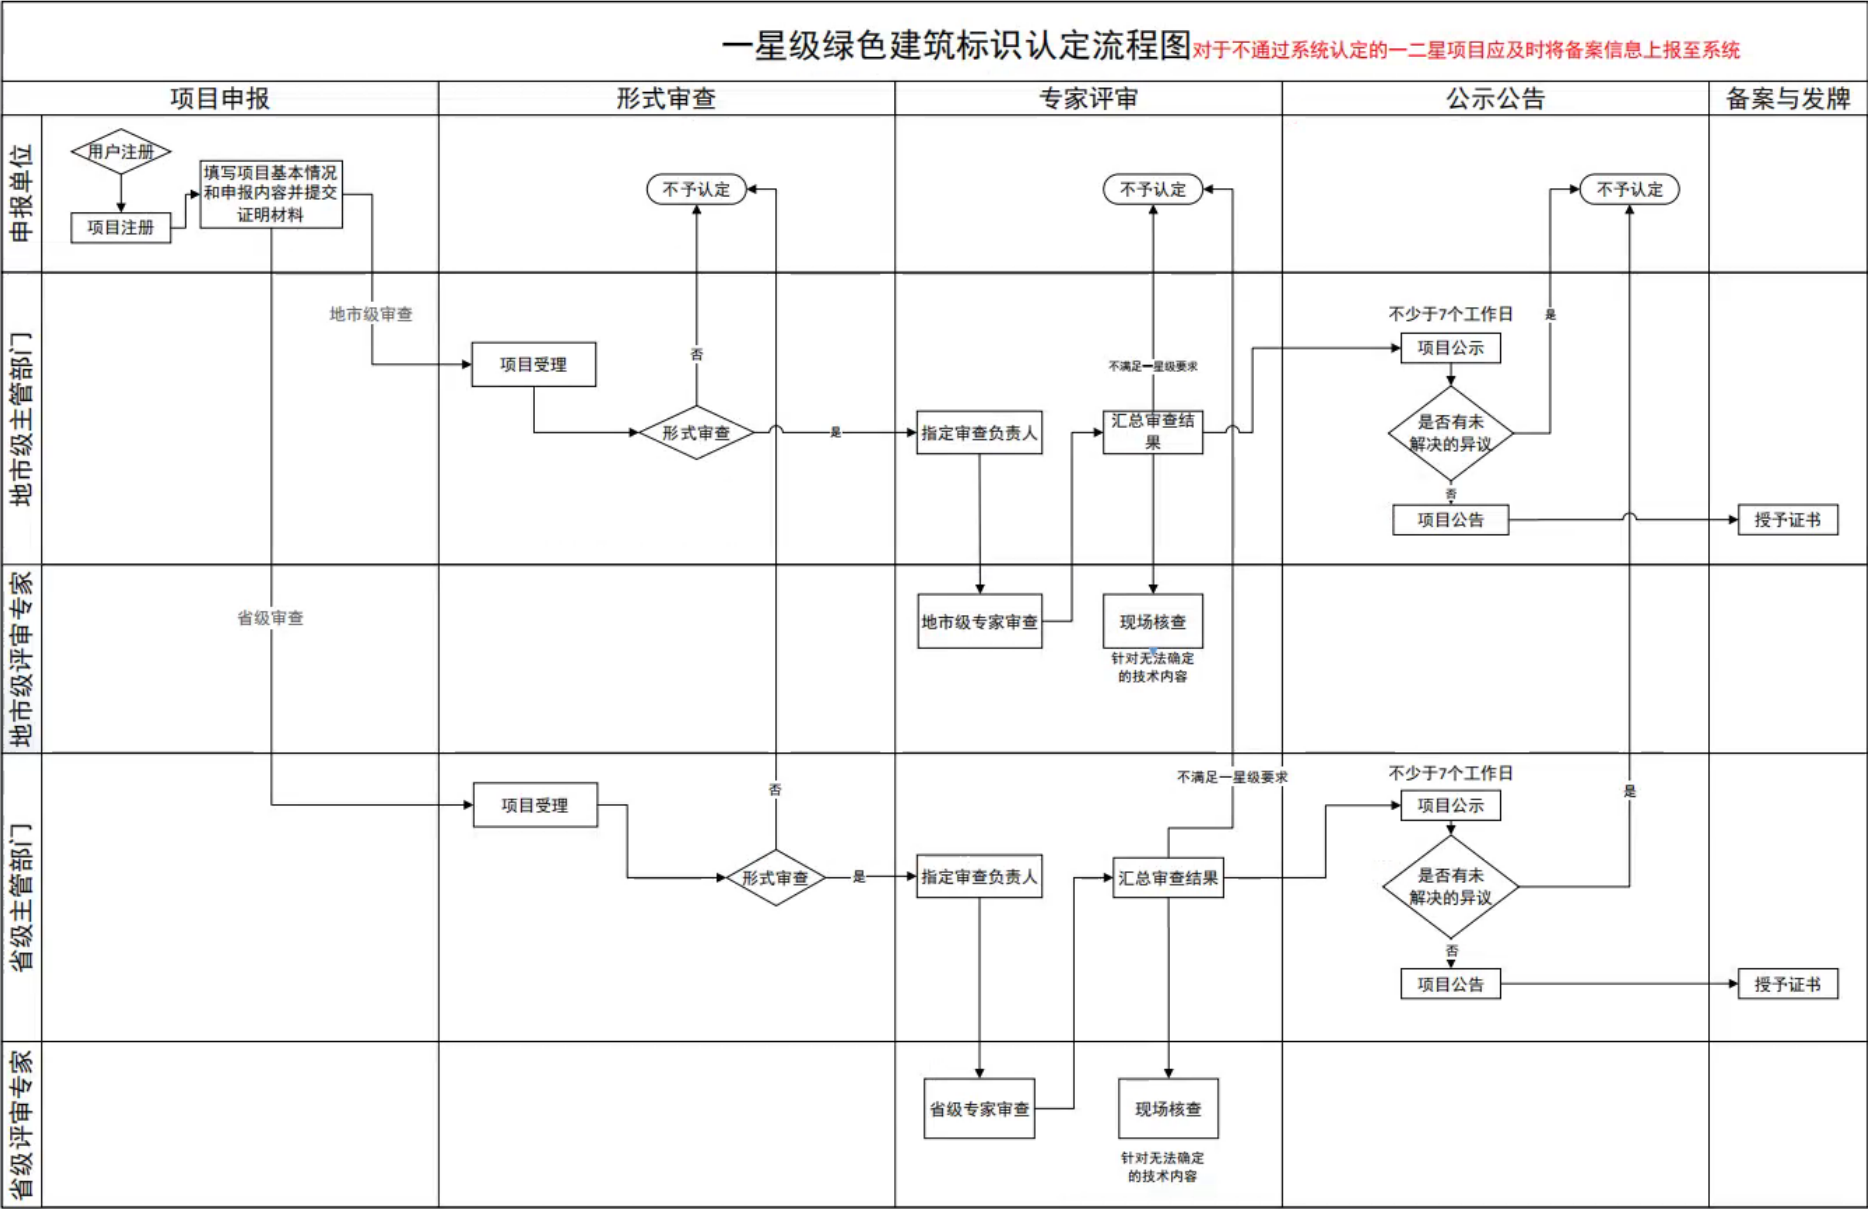 一星级绿色建筑标识认定流程图对于不通过系统认定的一二星项目应及时将备案信息上报至系统
项目申报
形式审查
专家评审
公示公告
备案与发牌
申报单位
用户注册
项目注册
填写项目基本情况
和申报内容并提交
证明材料
不予认定
不予认定
不予认定
地市级主管部门
地市级审查
项目受理
否
形式审查
是
指定审查负责人
不满足一星级要求
汇总审查结
果
不少于7个工作日
项目公示
是否有未
解决的异议
是
否
项目公告
授予证书
地市级评审专家
省级审查
地市级专家审查
现场核查
针对无法确定
的技术内容
省级主管部门
项目受理
否
形式审查
是
指定审查负责人
不满足一星级要求
汇总审查结果
不少于7个工作日
项目公示
是否有未
解决的异议
是
否
项目公告
授予证书
省级评审专家
省级专家审查
现场核查
针对无法确定
的技术内容